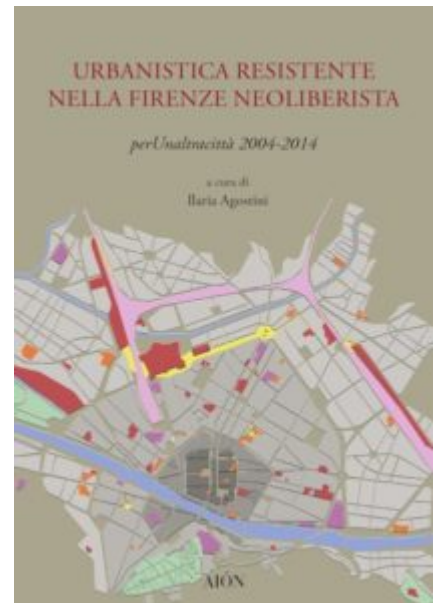 URBANISTICA RESISTENTE
NELLA FIRENZE NEOLIBERISTA
perUnaltracittà 2004-2014
a cura di
Ilaria Agostini
AIÓN